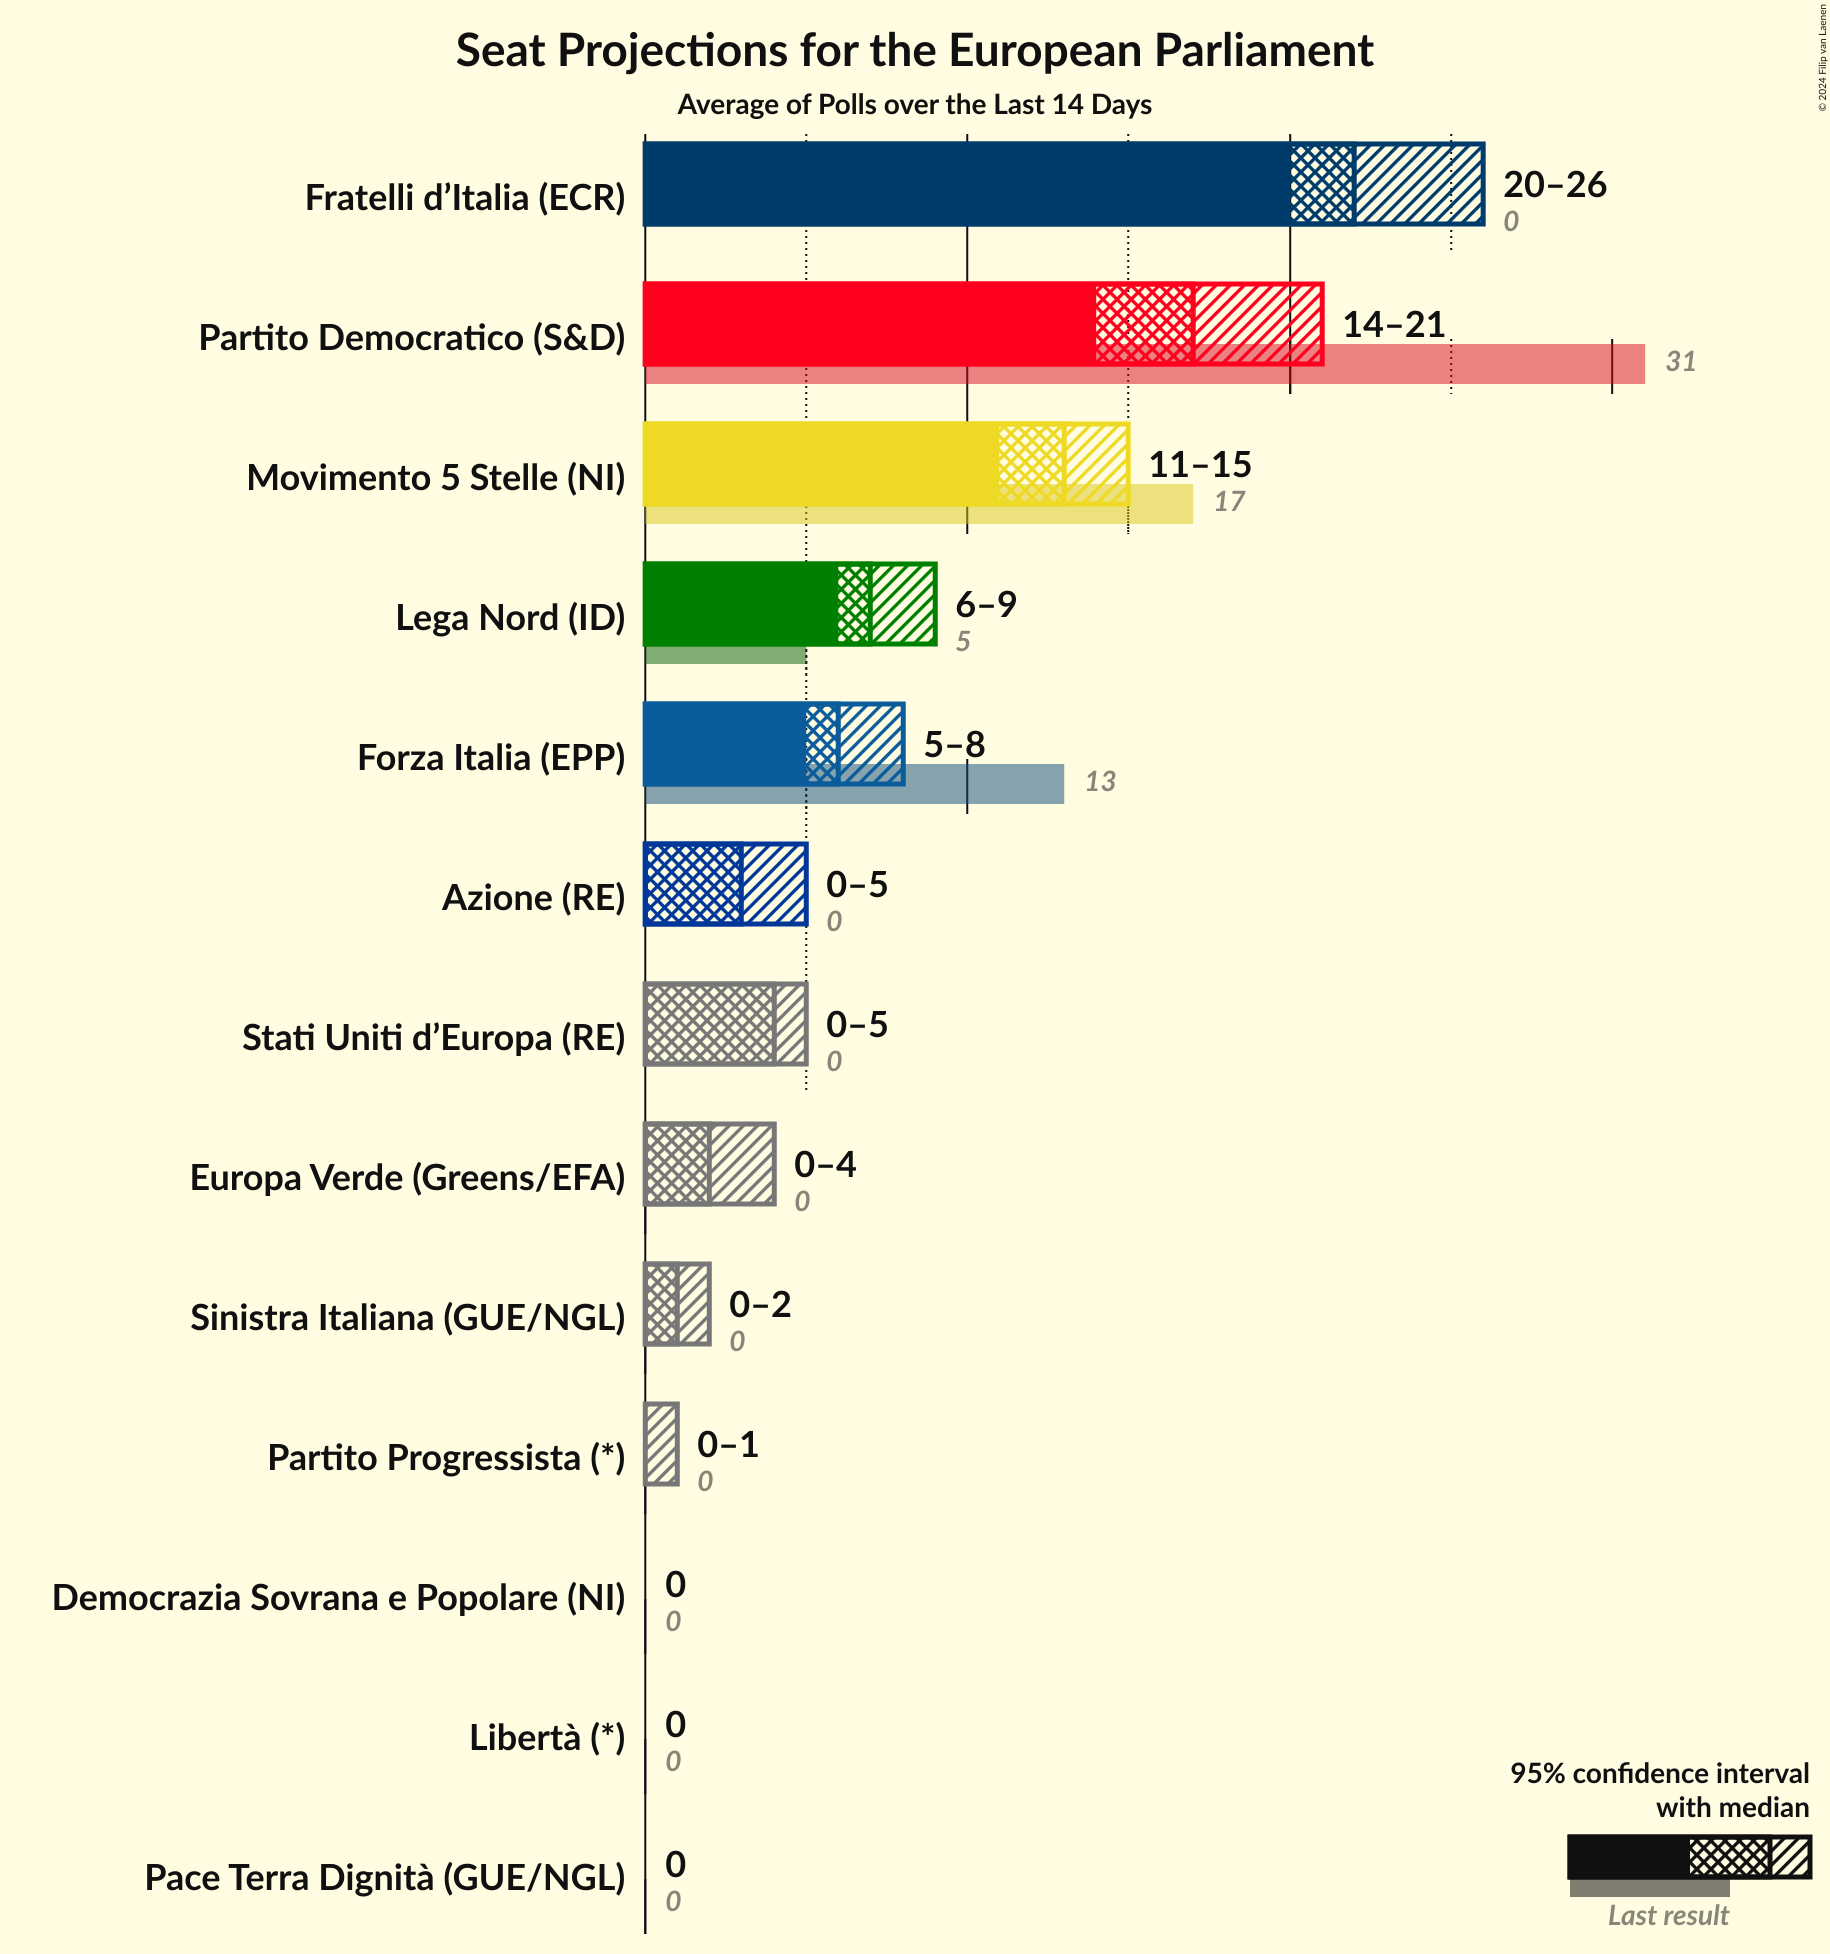 Seat Projections for the European Parliament
Average of Polls over the Last 14 Days
© 2024 Filip van Laenen
Fratelli d’Italia (ECR)
20–26
0
Partito Democratico (S&D)
14–21
31
Movimento 5 Stelle (NI)
11–15
17
Lega Nord (ID)
6–9
5
Forza Italia (EPP)
5–8
13
Azione (RE)
0–5
0
Stati Uniti d’Europa (RE)
0–5
0
Europa Verde (Greens/EFA)
0–4
0
Sinistra Italiana (GUE/NGL)
0–2
0
Partito Progressista (*)
0–1
0
Democrazia Sovrana e Popolare (NI)
0
0
Libertà (*)
0
0
Pace Terra Dignità (GUE/NGL)
0
0
95% confidence interval
with median
Last result